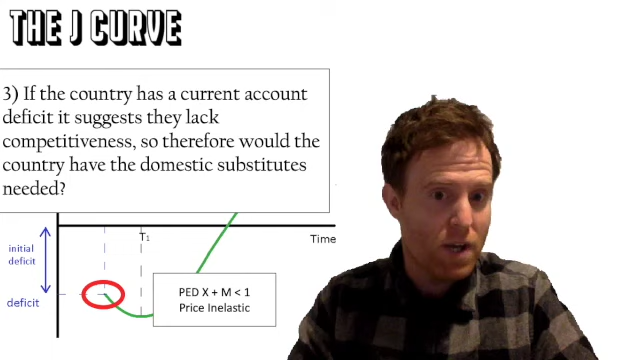 THE J CURVE
3) If the country has a current account
deficit it suggests they lack
competitiveness, so therefore would the
country have the domestic substitutes
needed?
T1
Time
initial
deficit
deficit
PED X + M < 1
Price Inelastic